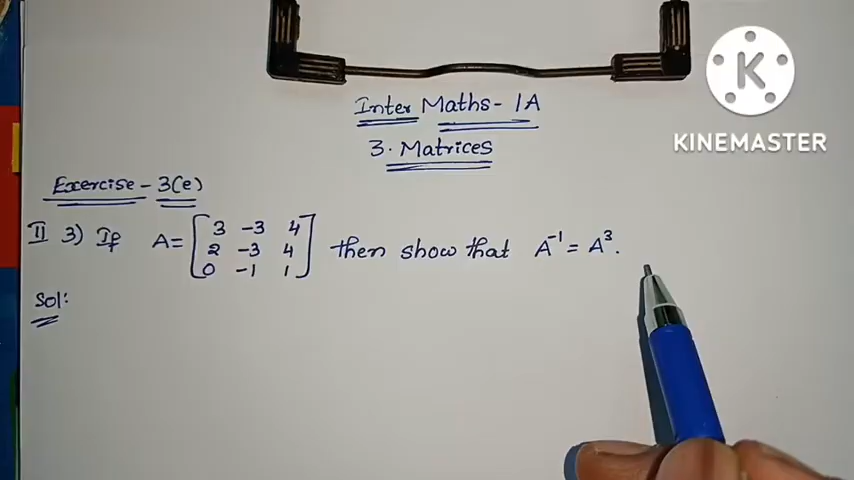 Inter Maths - 1A
3. Matrices
K
KINEMASTER
Exercise - 3(e)
II 3) If A = [3 -3 4
2 -3 4
0 -1 1] then show that A⁻¹ = A³.
Sol: